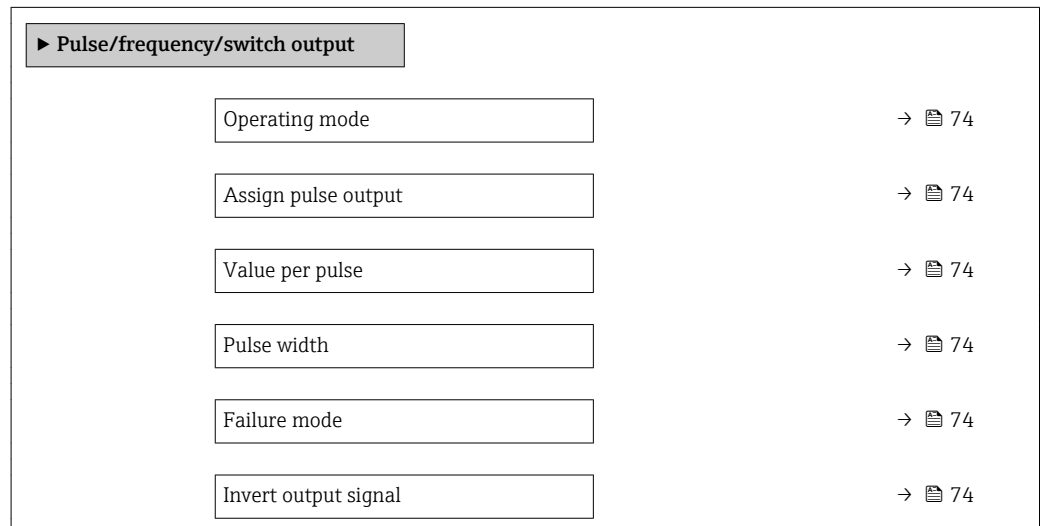 ▶ Pulse/frequency/switch output
Operating mode → 74
Assign pulse output → 74
Value per pulse → 74
Pulse width → 74
Failure mode → 74
Invert output signal → 74